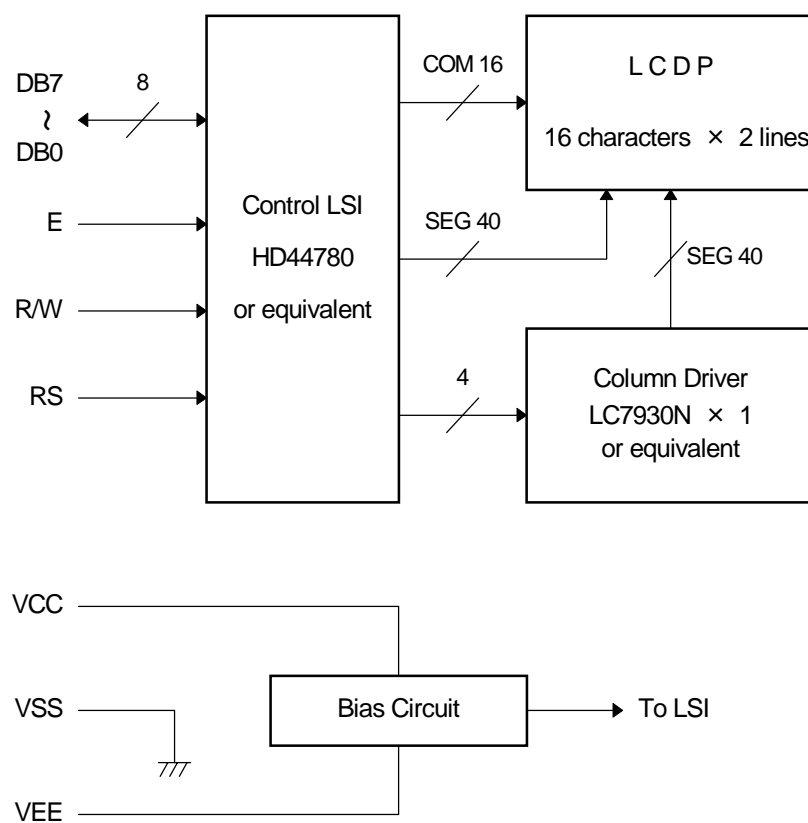 DB7
~
DB0
8
E
R/W
RS
Control LSI
HD44780
or equivalent
COM 16
SEG 40
4
L C D P
16 characters × 2 lines
SEG 40
Column Driver
LC7930N × 1
or equivalent
VCC
VSS
VEE
Bias Circuit
To LSI